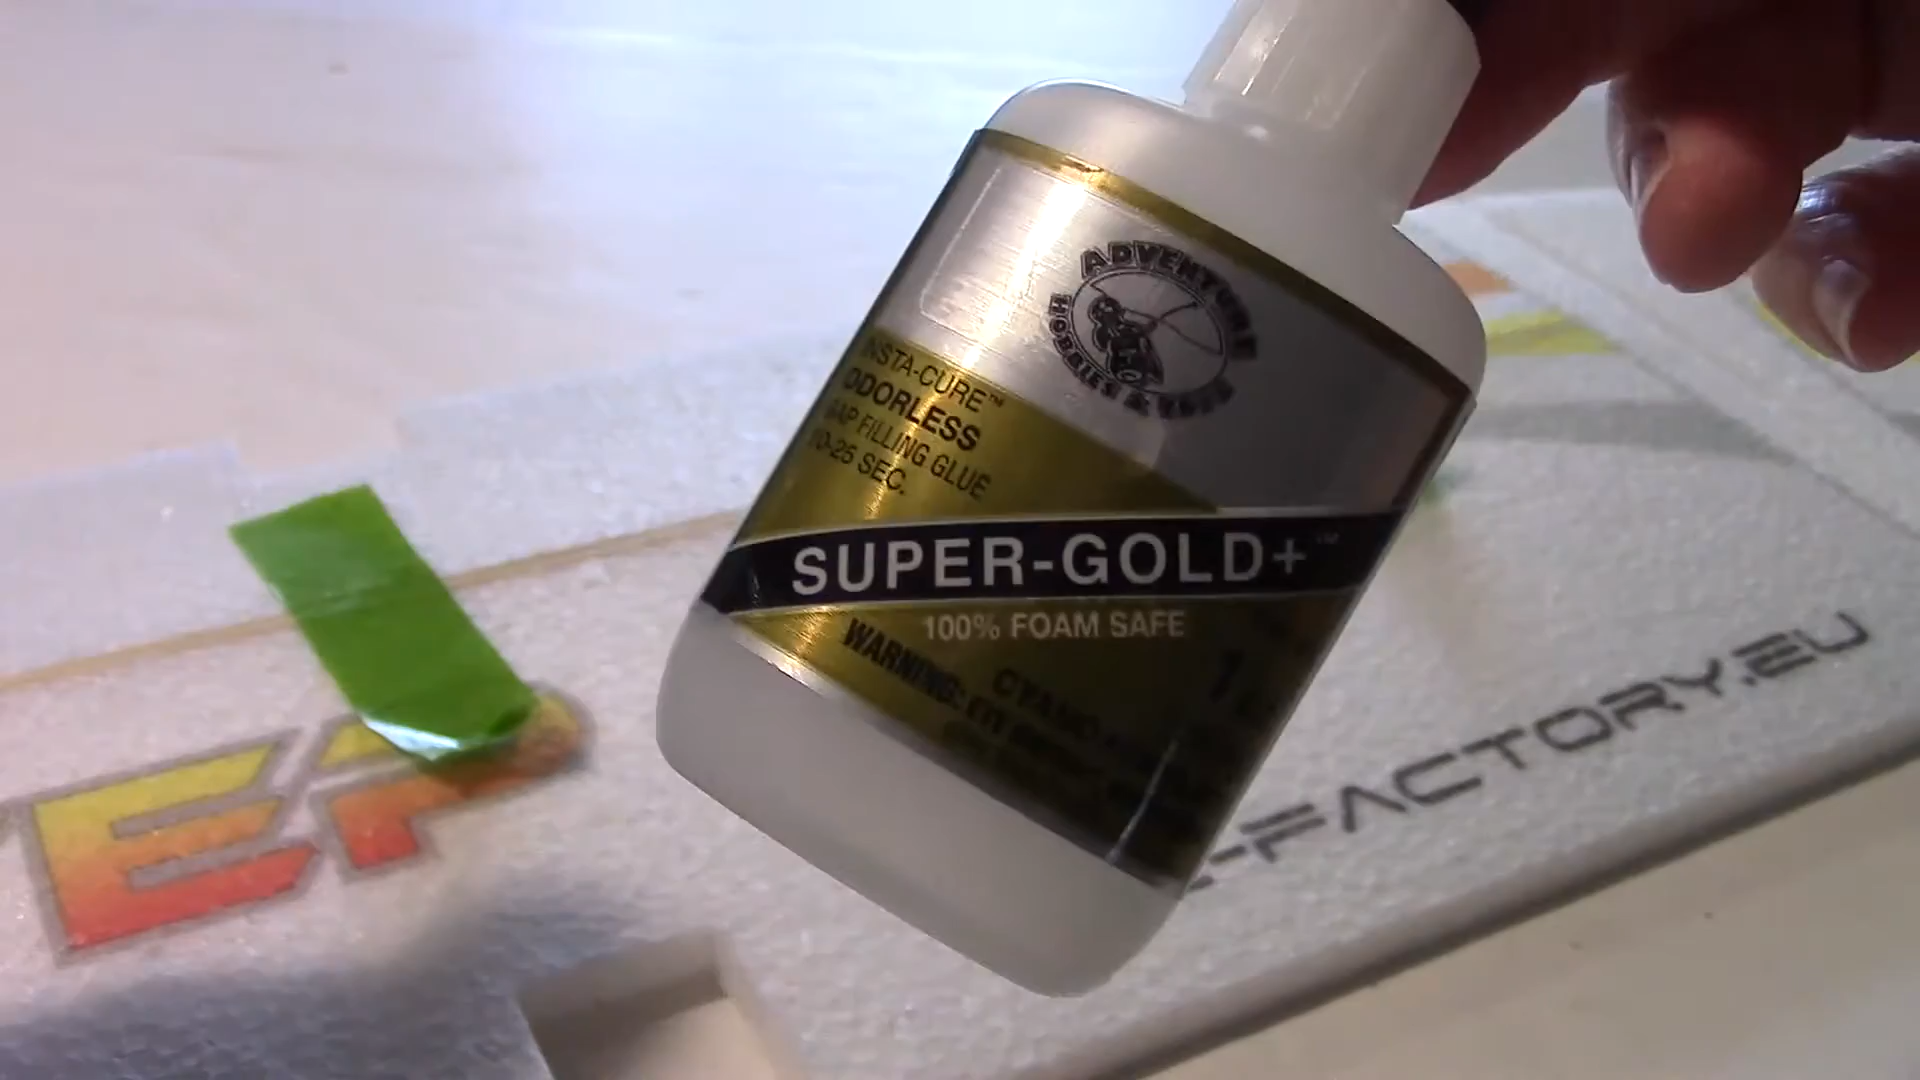 ADVENTURE
HOBBIES & TOYS
INSTA-CURE™
ODORLESS
GAP FILLING GLUE
10-25 SEC.
SUPER-GOLD+™
100% FOAM SAFE
WARNING:
-FACTORY.EU